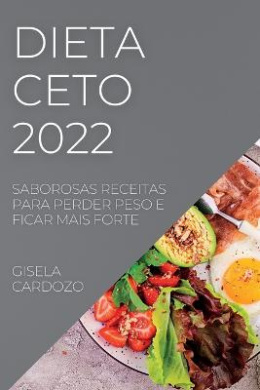 DIETA
CETO
2022
SABOROSAS RECEITAS
PARA PERDER PESO E
FICAR MAIS FORTE
GISELA
CARDOZO